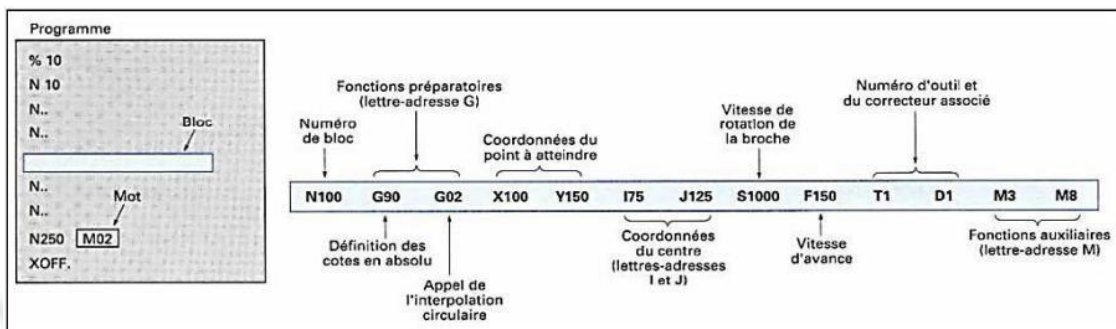 Programme
% 10
N 10
N..
N..
Bloc
N..
N..
Mot
N250 M02
XOFF.
Fonctions préparatoires
(lettre-adresse G)
Numéro
de bloc
Coordonnées du
point à atteindre
Vitesse de
rotation de
la broche
Numéro d'outil et
du correcteur associé
N100 G90 G02 X100 Y150 I75 J125 S1000 F150 T1 D1 M3 M8
Définition des
cotes en absolu
Appel de
l'interpolation
circulaire
Coordonnées
du centre
(lettres-adresses
I et J)
Vitesse
d'avance
Fonctions auxiliaires
(lettre-adresse M)